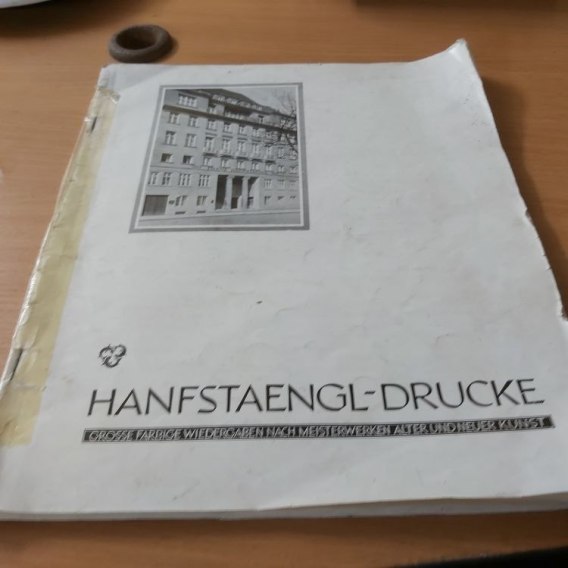 HANFSTAENGL-DRUCKE
GROSSE FARBIGE WIEDERGABEN NACH MEISTERWERKEN ALTER UND NEUER KUNST